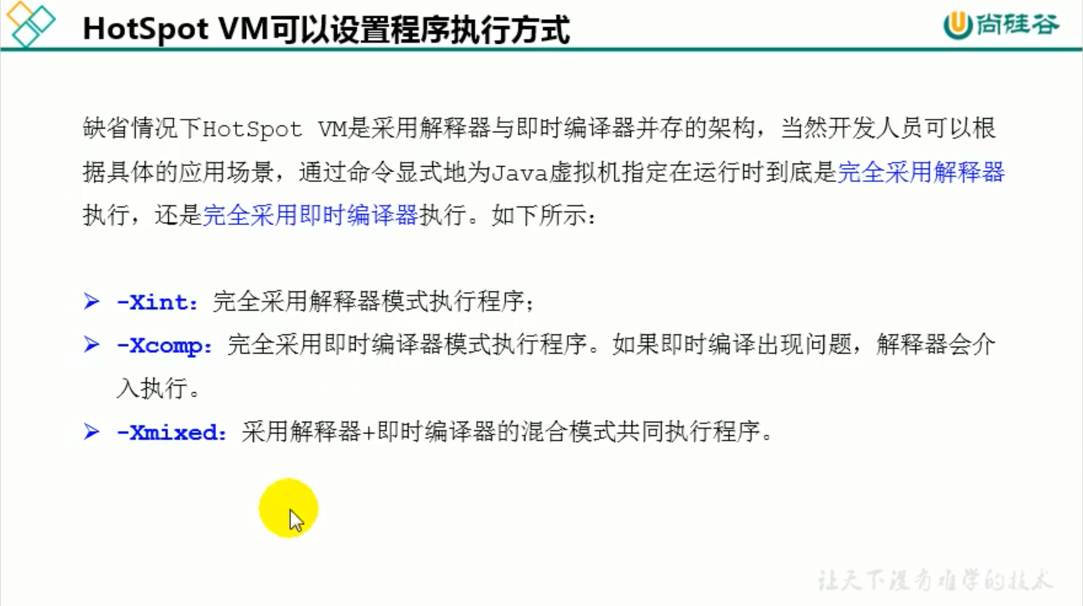 HotSpot VM可以设置程序执行方式
尚硅谷
缺省情况下HotSpot VM是采用解释器与即时编译器并存的架构，当然开发人员可以根
据具体的应用场景，通过命令显式地为Java虚拟机指定在运行时到底是完全采用解释器
执行，还是完全采用即时编译器执行。如下所示：
➢ -Xint：完全采用解释器模式执行程序；
➢ -Xcomp：完全采用即时编译器模式执行程序。如果即时编译出现问题，解释器会介
入执行。
➢ -Xmixed：采用解释器+即时编译器的混合模式共同执行程序。
让天下没有难学的技术